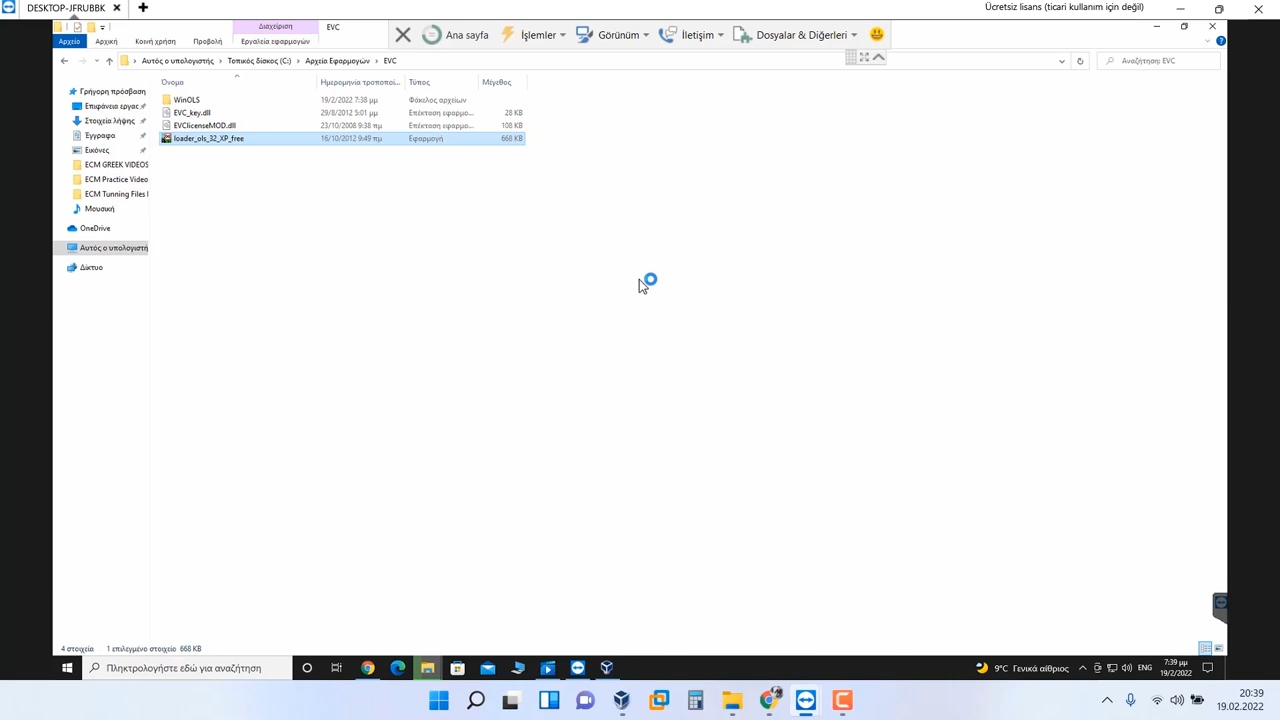 DESKTOP-JFRUBBK
Ücretsiz lisans (ticari kullanım için değil)
Διαχείριση
EVC
Αρχείο
Αρχική
Κοινή χρήση
Προβολή
Εργαλεία εφαρμογών
Ana sayfa
İşlemler
Görünüm
İletişim
Dosyalar & Diğerleri
Αυτός ο υπολογιστής
Τοπικός δίσκος (C:)
Αρχεία Εφαρμογών
EVC
Αναζήτηση: EVC
Όνομα
Ημερομηνία τροποποί...
Τύπος
Μέγεθος
WinOLS 19/2/2022 7:38 μμ Φάκελος αρχείων
EVC_key.dll 29/8/2012 5:01 μμ Επέκταση εφαρμο... 28 KB
EVClicenseMOD.dll 23/10/2008 9:38 πμ Επέκταση εφαρμο... 108 KB
loader_ols_32_XP_free 16/10/2012 9:49 πμ Εφαρμογή 668 KB
Γρήγορη πρόσβαση
Επιφάνεια εργας
Στοιχεία λήψης
Έγγραφα
Εικόνες
ECM GREEK VIDEOS
ECM Practice Video
ECM Tunning Files
Μουσική
OneDrive
Αυτός ο υπολογιστή
Δίκτυο
4 στοιχεία
1 επιλεγμένο στοιχείο 668 KB
Πληκτρολογήστε εδώ για αναζήτηση
9°C Γενικά αίθριος
ENG
7:39 μμ
19/2/2022
20:39
19.02.2022